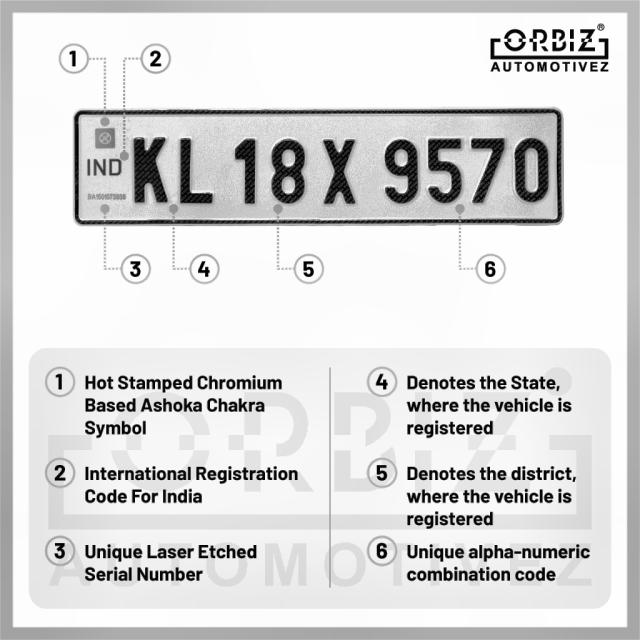 ORBIZ®
AUTOMOTIVEZ
1
2
IND
KL 18 X 9570
3
4
5
6
1 Hot Stamped Chromium
Based Ashoka Chakra
Symbol
2 International Registration
Code For India
3 Unique Laser Etched
Serial Number
4 Denotes the State,
where the vehicle is
registered
5 Denotes the district,
where the vehicle is
registered
6 Unique alpha-numeric
combination code
ORBIZ
AUTOMOTIVEZ